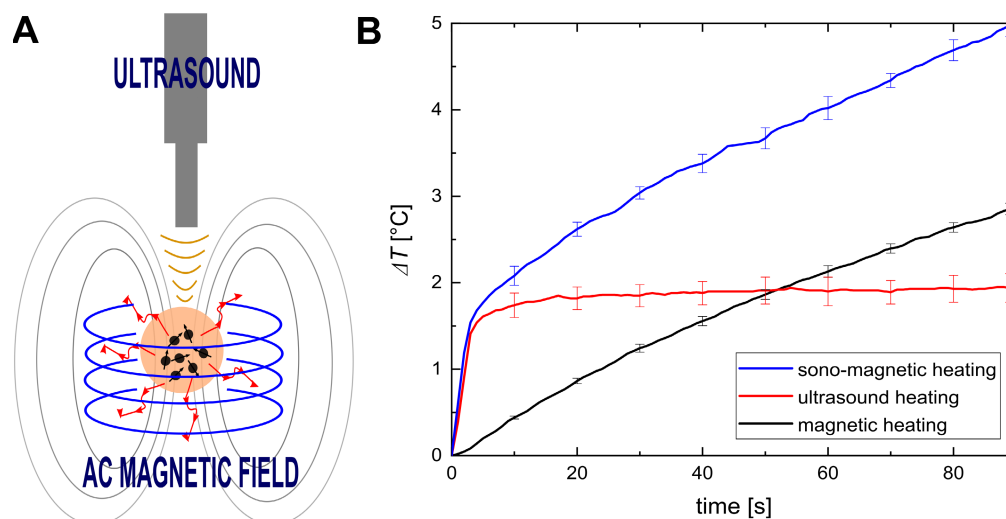 A
ULTRASOUND
AC MAGNETIC FIELD
B
5
4
3
2
1
0
ΔT [°C]
0
20
40
60
80
time [s]
sono-magnetic heating
ultrasound heating
magnetic heating